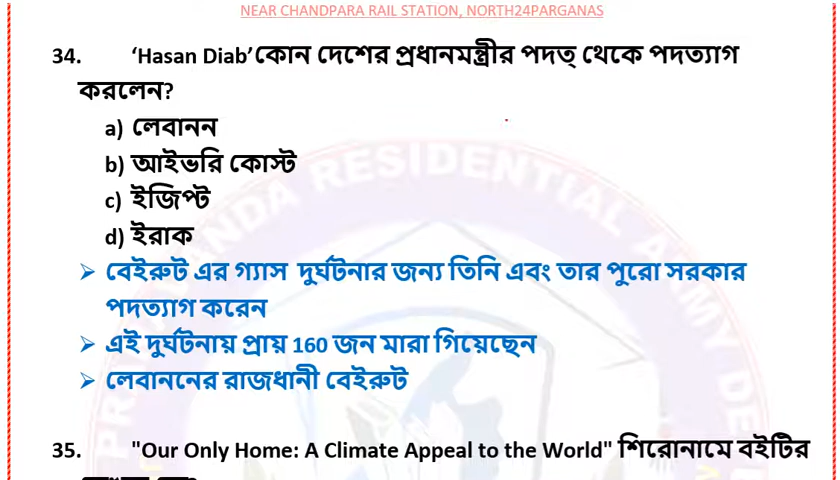 NEAR CHANDPARA RAIL STATION, NORTH24PARGANAS
34. ‘Hasan Diab’কোন দেশের প্রধানমন্ত্রীর পদত্ থেকে পদত্যাগ
করলেন?
a) লেবানন
b) আইভরি কোস্ট
c) ইজিপ্ট
d) ইরাক
➢ বেইরুট এর গ্যাস দুর্ঘটনার জন্য তিনি এবং তার পুরো সরকার
পদত্যাগ করেন
➢ এই দুর্ঘটনায় প্রায় 160 জন মারা গিয়েছেন
➢ লেবাননের রাজধানী বেইরুট
35. "Our Only Home: A Climate Appeal to the World" শিরোনামে বইটির
RESIDENTIAL